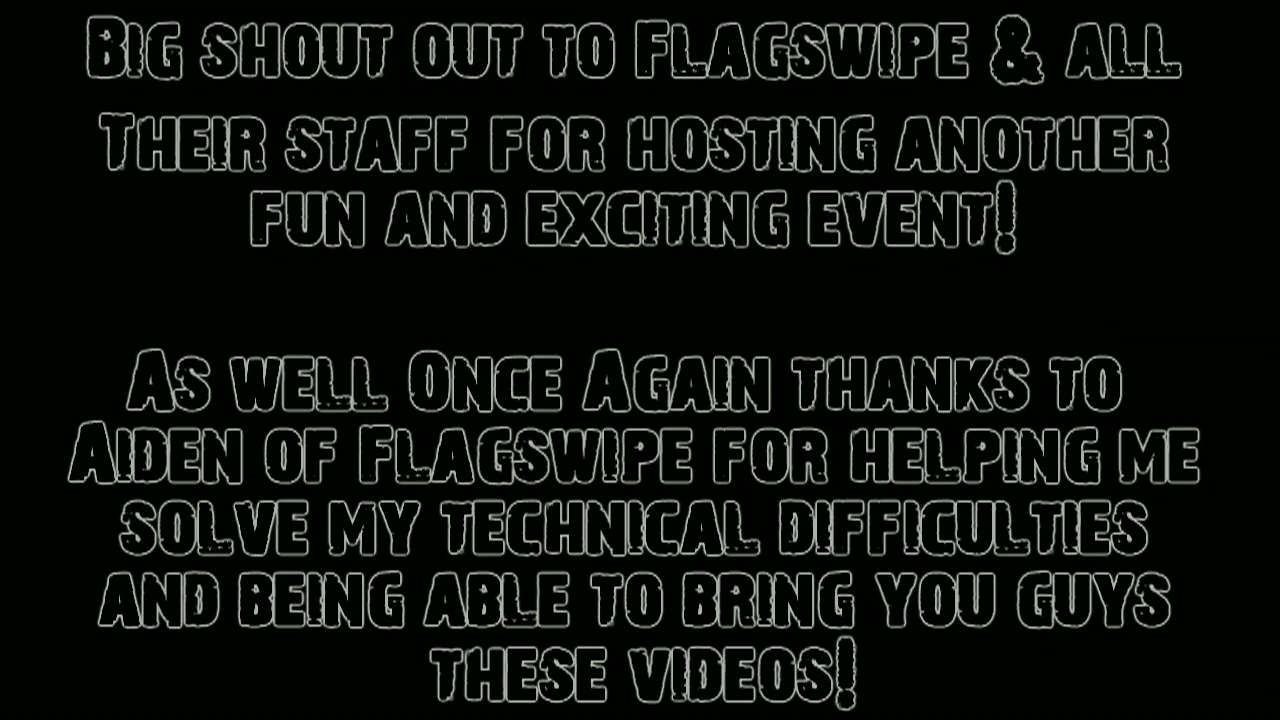 Big shout out to Flagswipe & all
Their staff for hosting another
fun and exciting event!
As well Once Again thanks to
Aiden of Flagswipe for helping me
solve my technical difficulties
and being able to bring you guys
these videos!